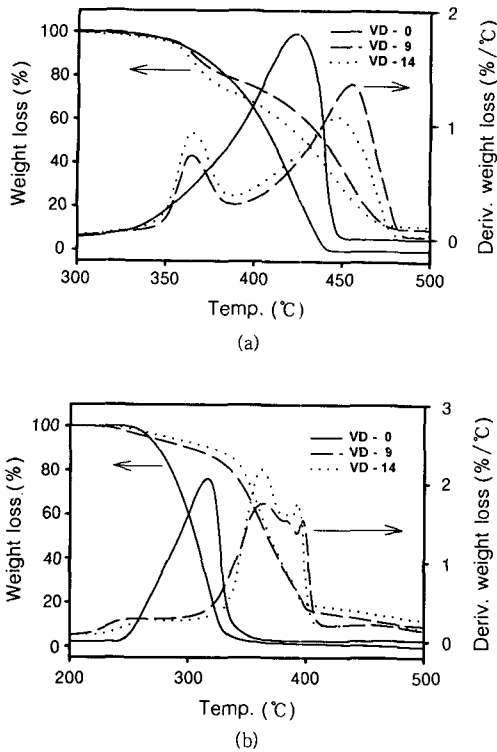 VD - 0
VD - 9
VD - 14
Weight loss (%)
100
80
60
40
20
0
Deriv. weight loss (%/℃)
2
1
0
300
350
400
450
500
Temp. (℃)
(a)
VD - 0
VD - 9
VD - 14
Weight loss (%)
100
80
60
40
20
0
Deriv. weight loss (%/℃)
3
2
1
0
200
300
400
500
Temp. (℃)
(b)